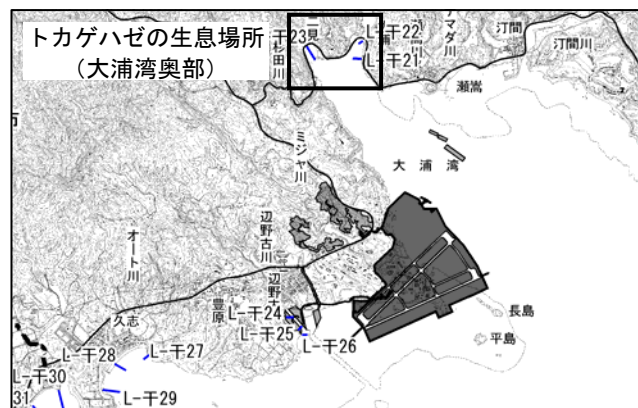 トカゲハゼの生息場所
（大浦湾奥部）
干23
二見
杉田川
L-干22
L-干21
マダ川
汀間
汀間川
瀬嵩
大浦湾
ミジャ川
辺野古川
辺野古
オート川
豊原
久志
L-干24
L-干25
L-干26
長島
平島
L-干28
L-干27
L-干30
L-干29
31